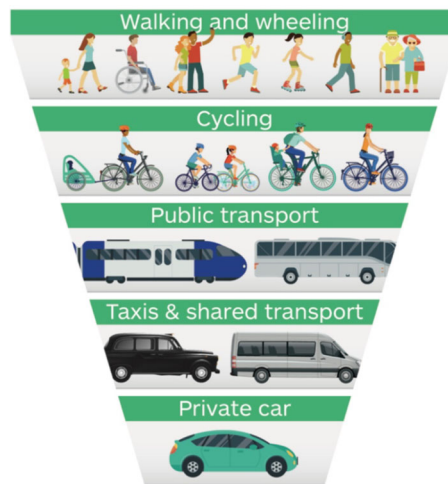 Walking and wheeling
Cycling
Public transport
Taxis & shared transport
Private car